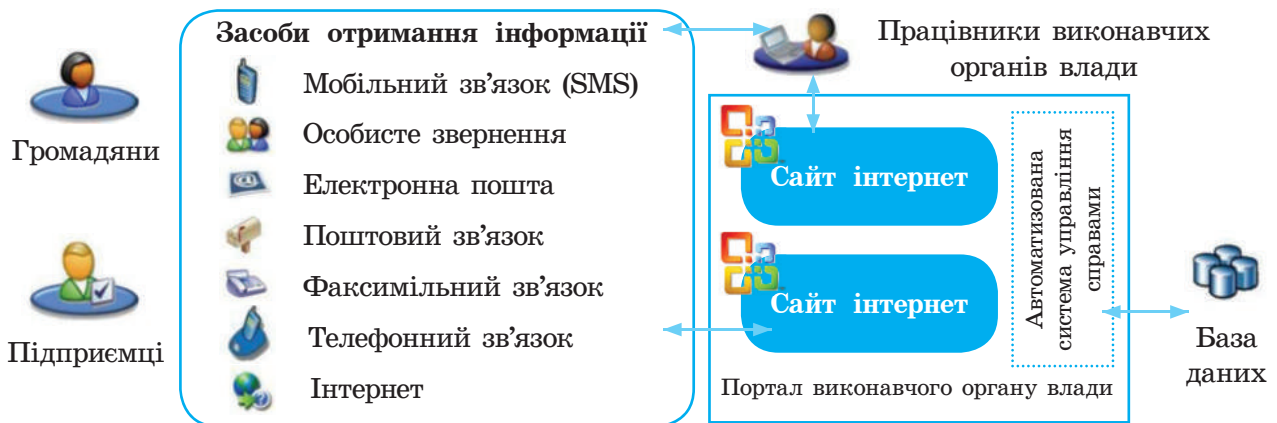 Громадяни
Підприємці
Засоби отримання інформації
Мобільний зв'язок (SMS)
Особисте звернення
Електронна пошта
Поштовий зв'язок
Факсимільний зв'язок
Телефонний зв'язок
Інтернет
Працівники виконавчих
органів влади
Сайт інтернет
Сайт інтернет
Автоматизована
система управління
справами
Портал виконавчого органу влади
База
даних